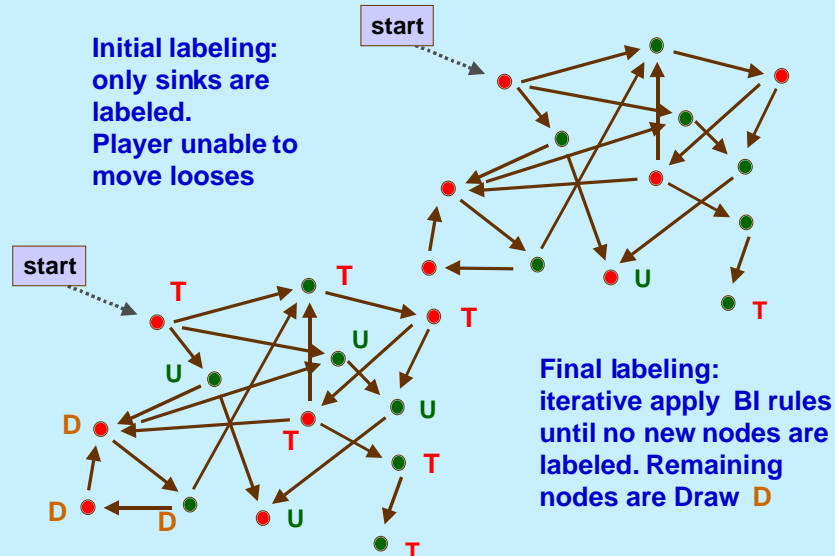 start
Initial labeling:
only sinks are
labeled.
Player unable to
move looses
U
T
start
T
T
T
U
U
U
D
T
T
D
D
U
T
Final labeling:
iterative apply BI rules
until no new nodes are
labeled. Remaining
nodes are Draw D